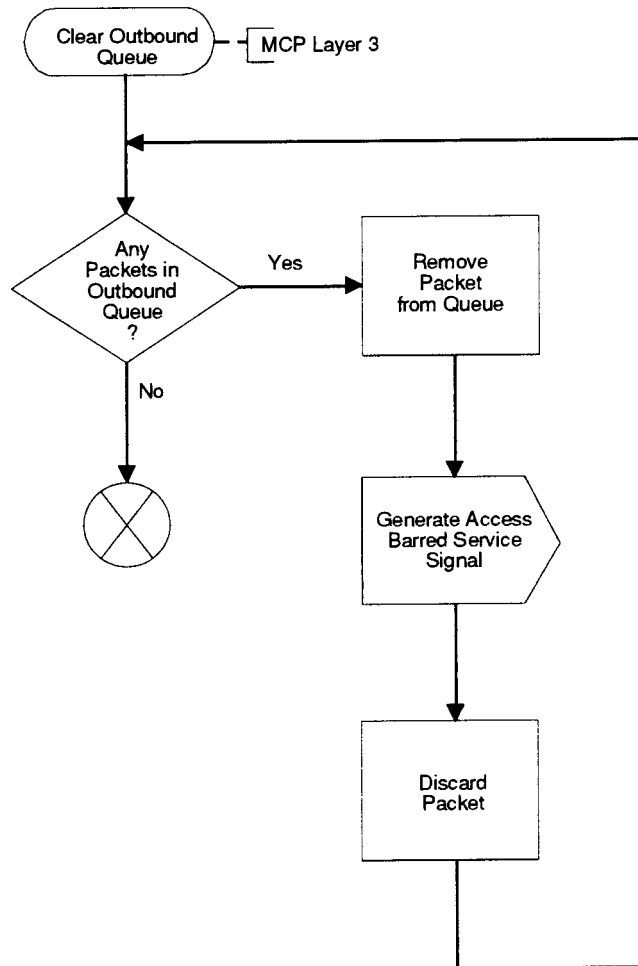 Clear Outbound
Queue
MCP Layer 3
Any
Packets in
Outbound
Queue
?
Yes
Remove
Packet
from Queue
No
Generate Access
Barred Service
Signal
Discard
Packet